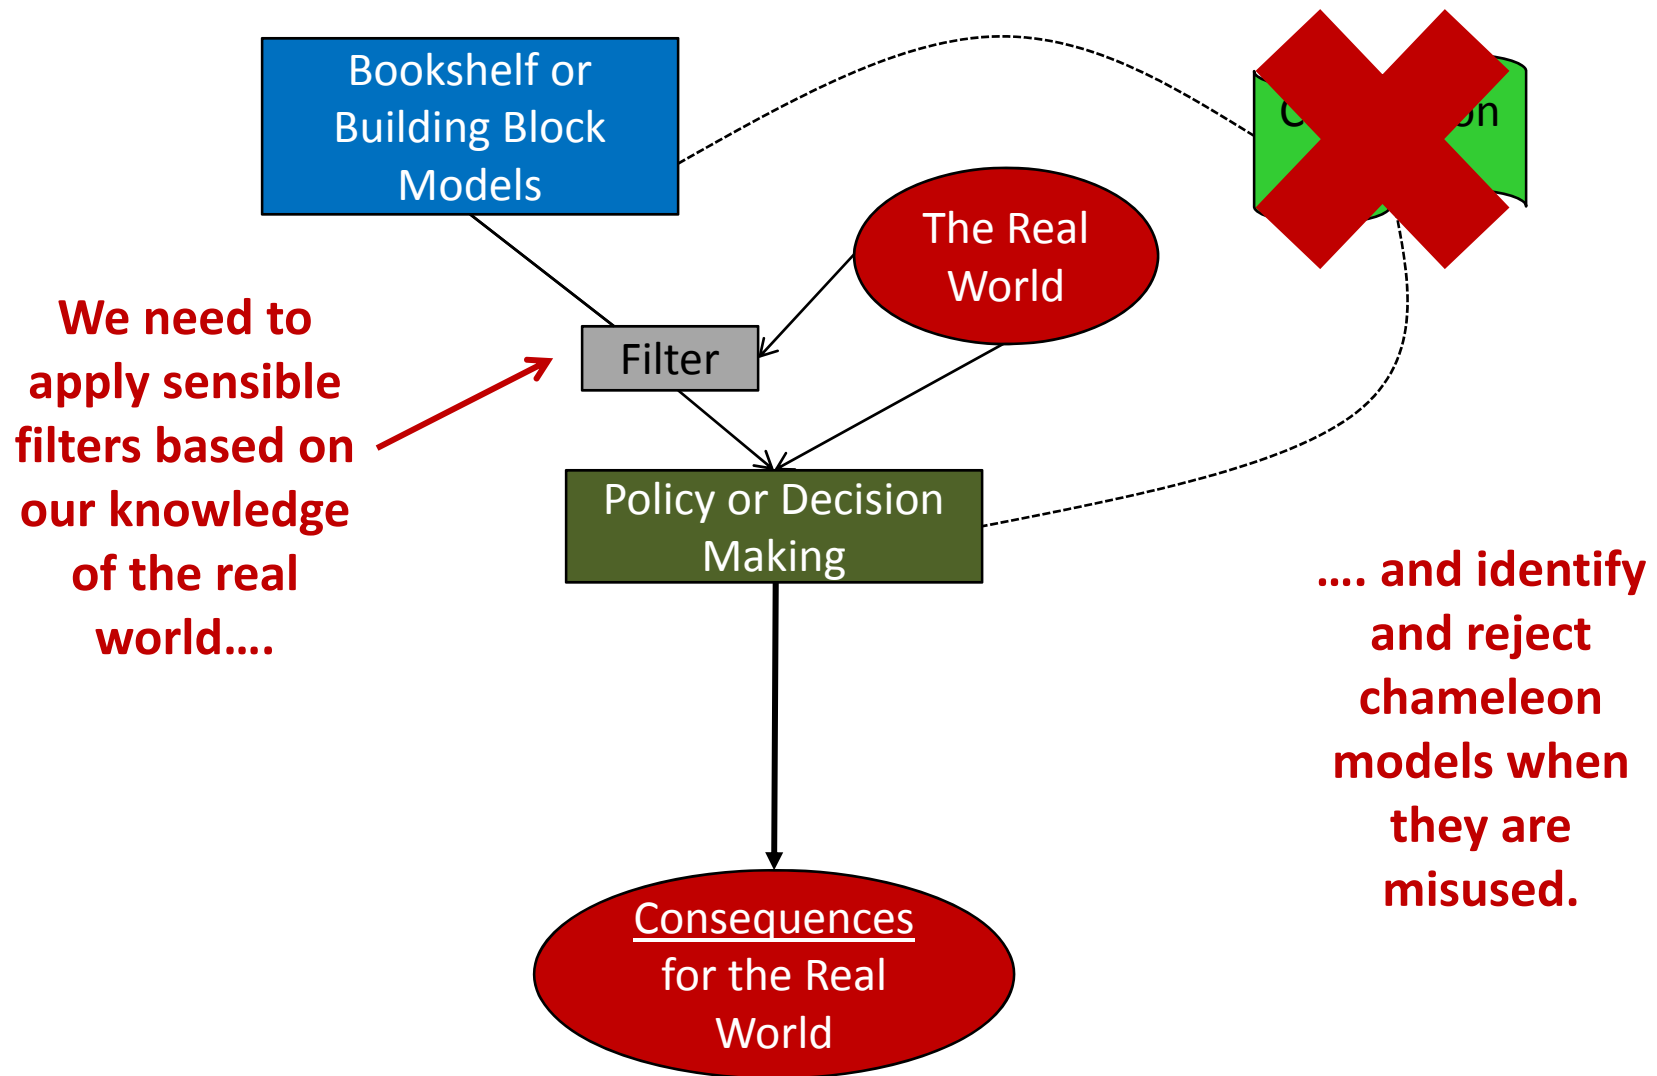 Bookshelf or
Building Block
Models
The Real
World
We need to
apply sensible
filters based on
our knowledge
of the real
world....
Filter
Policy or Decision
Making
.... and identify
and reject
chameleon
models when
they are
misused.
Consequences
for the Real
World